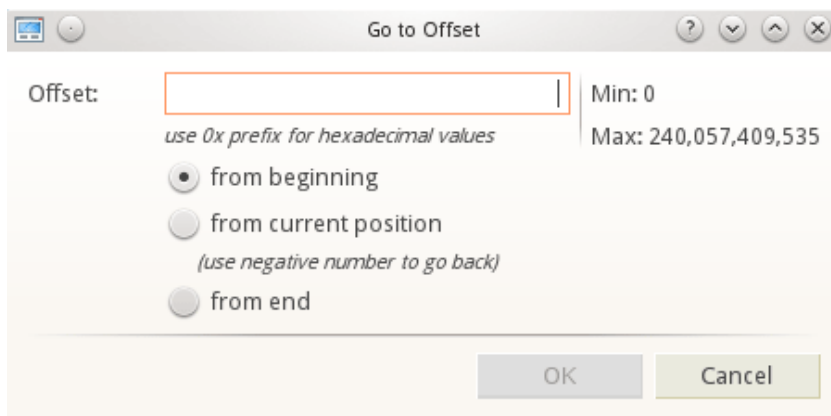 Go to Offset
Offset:
Min: 0
use 0x prefix for hexadecimal values
Max: 240,057,409,535
from beginning
from current position
(use negative number to go back)
from end
OK
Cancel